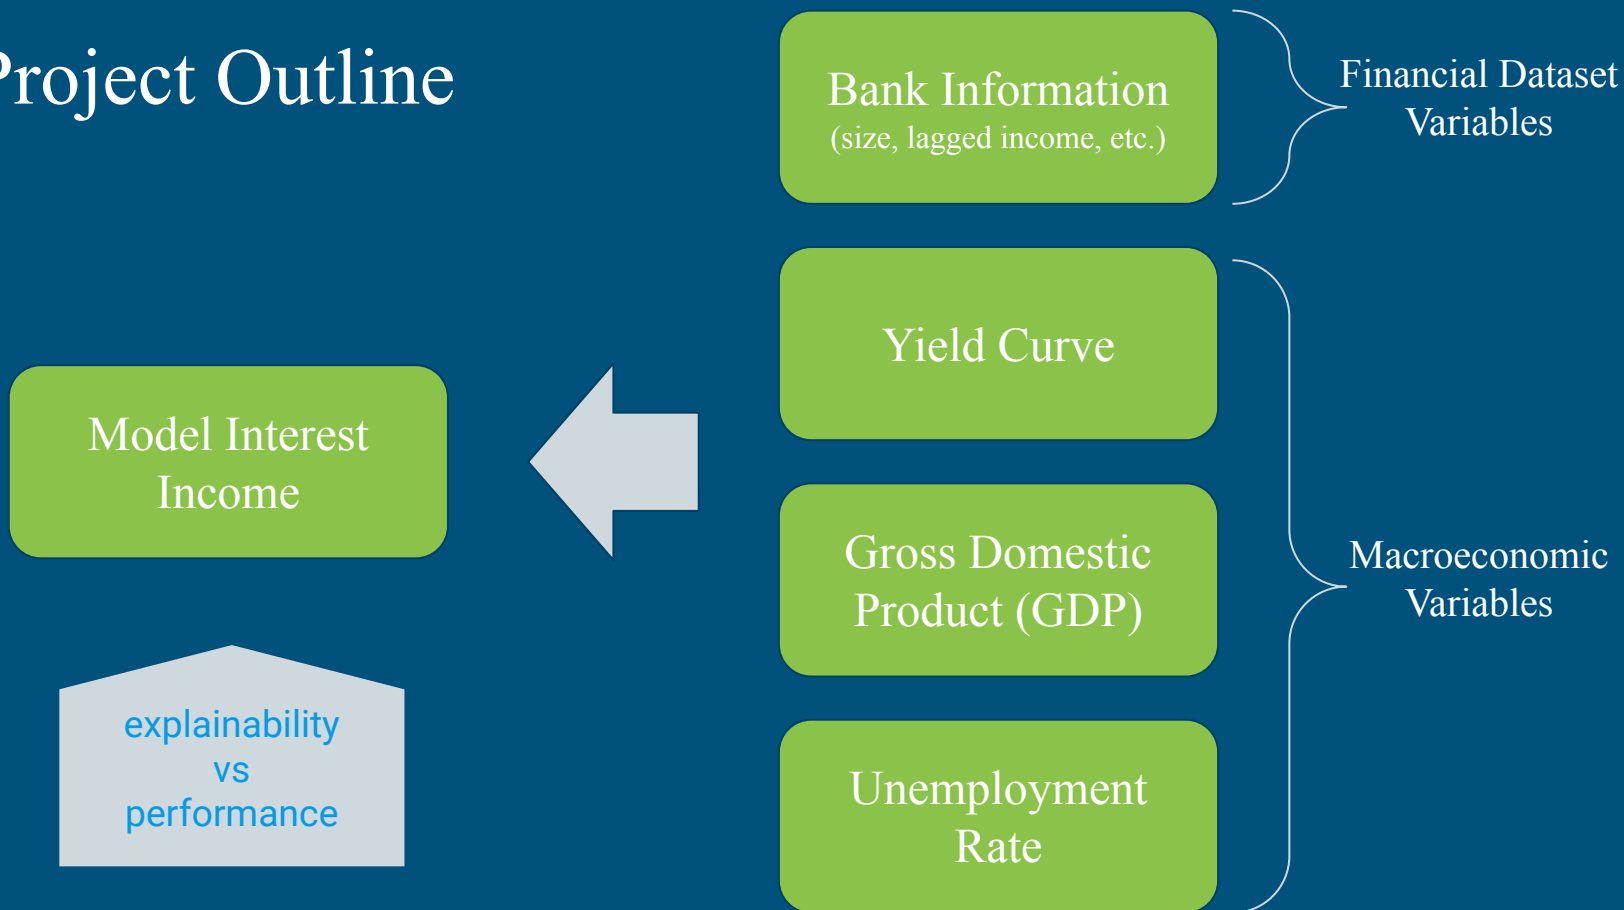 Project Outline
Bank Information
(size, lagged income, etc.)
Financial Dataset
Variables
Yield Curve
Model Interest
Income
Gross Domestic
Product (GDP)
Macroeconomic
Variables
explainability
vs
performance
Unemployment
Rate